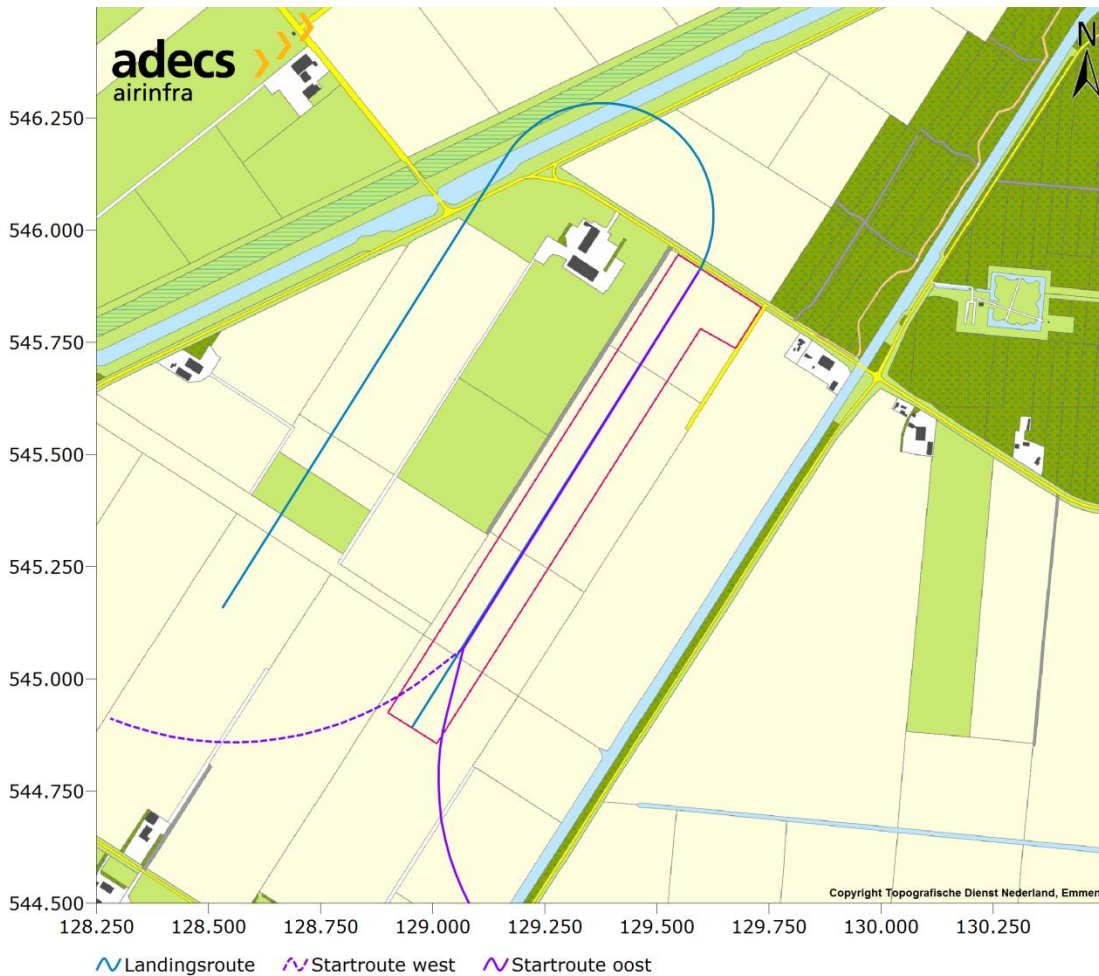 adecs
airinfra
N
546.250
546.000
545.750
545.500
545.250
545.000
544.750
544.500
Copyright Topografische Dienst Nederland, Emmen
128.250 128.500 128.750 129.000 129.250 129.500 129.750 130.000 130.250
Landingsroute Startroute west Startroute oost